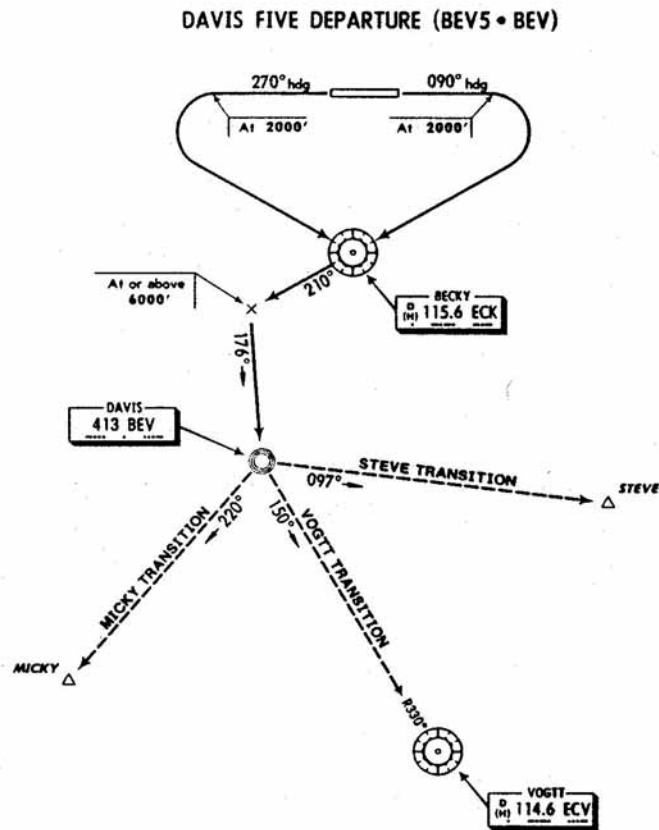 DAVIS FIVE DEPARTURE (BEV5 • BEV)
270° hdg
090° hdg
At 2000'
At 2000'
At or above
6000'
210°
BECKY
D
(H) 115.6 ECK
176°
DAVIS
413 BEV
STEVE TRANSITION
097°
STEVE
MICKY TRANSITION
220°
150°
VOGTT TRANSITION
MICKY
R330°
VOGTT
D
(H) 114.6 ECV